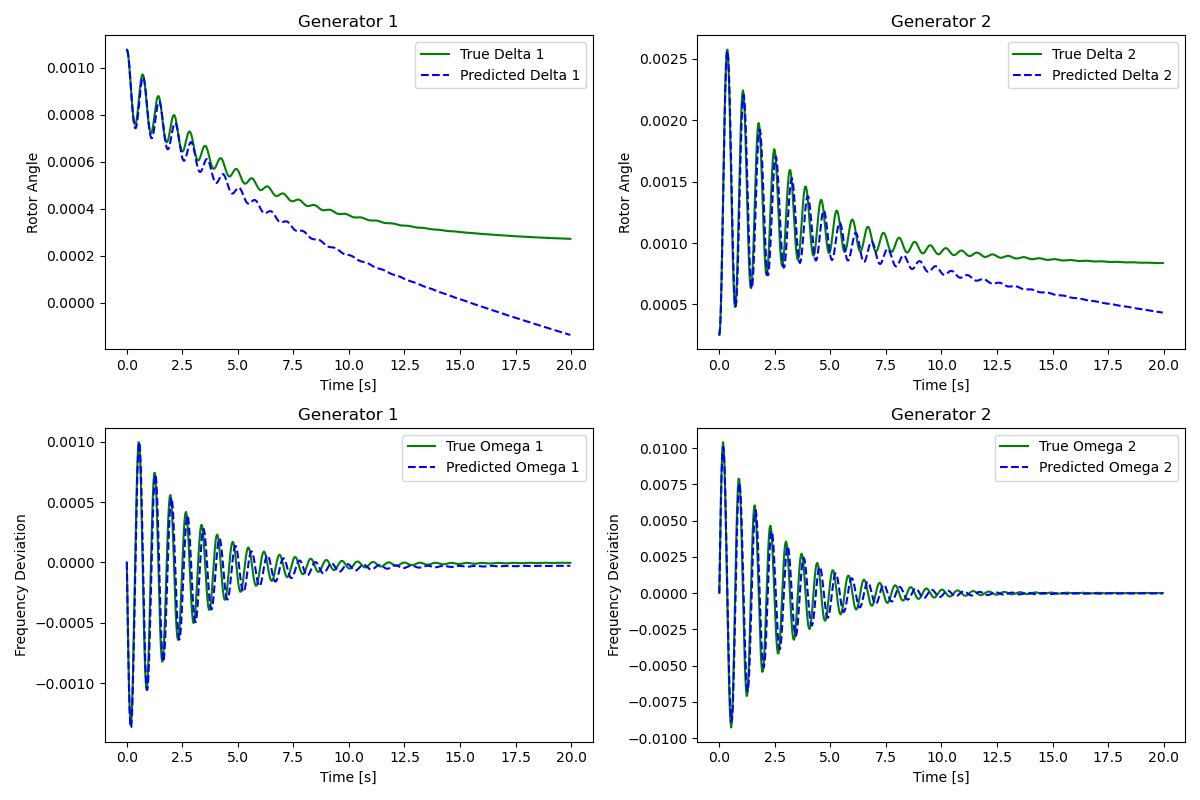 Generator 1
True Delta 1
Predicted Delta 1
0.0010
0.0008
0.0006
0.0004
0.0002
0.0000
Rotor Angle
0.0 2.5 5.0 7.5 10.0 12.5 15.0 17.5 20.0
Time [s]
Generator 2
True Delta 2
Predicted Delta 2
0.0025
0.0020
0.0015
0.0010
0.0005
Rotor Angle
0.0 2.5 5.0 7.5 10.0 12.5 15.0 17.5 20.0
Time [s]
Generator 1
True Omega 1
Predicted Omega 1
0.0010
0.0005
0.0000
−0.0005
−0.0010
Frequency Deviation
0.0 2.5 5.0 7.5 10.0 12.5 15.0 17.5 20.0
Time [s]
Generator 2
True Omega 2
Predicted Omega 2
0.0100
0.0075
0.0050
0.0025
0.0000
−0.0025
−0.0050
−0.0075
−0.0100
Frequency Deviation
0.0 2.5 5.0 7.5 10.0 12.5 15.0 17.5 20.0
Time [s]